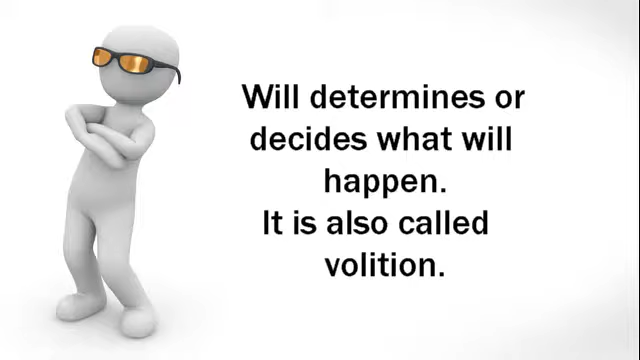 Will determines or
decides what will
happen.
It is also called
volition.